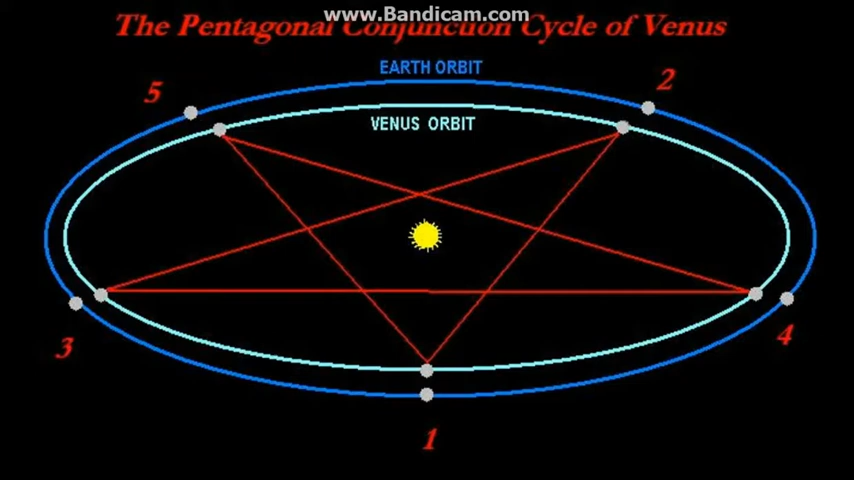 www.Bandicam.com
The Pentagonal Conjunction Cycle of Venus
EARTH ORBIT
5
2
VENUS ORBIT
3
4
1